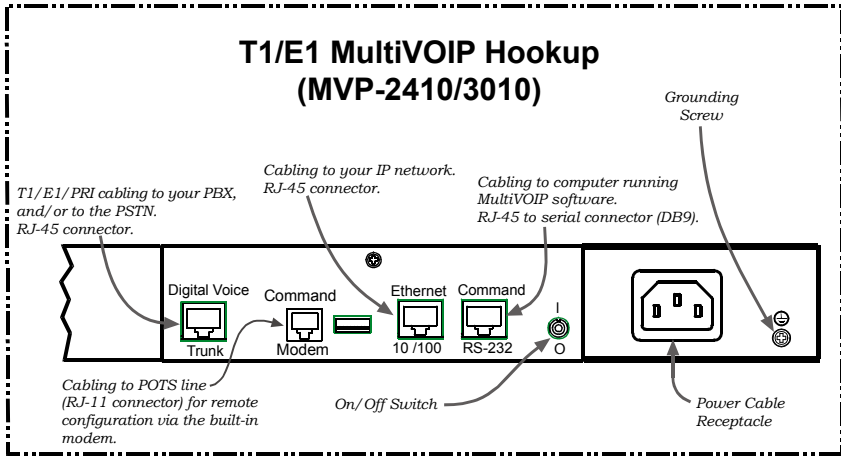 T1/E1 MultiVOIP Hookup
(MVP-2410/3010)
Grounding
Screw
Cabling to your IP network.
RJ-45 connector.
Cabling to computer running
MultiVOIP software.
RJ-45 to serial connector (DB9).
T1/E1/PRI cabling to your PBX,
and/or to the PSTN.
RJ-45 connector.
Digital Voice
Command
Ethernet
Command
I
Trunk
Modem
10 /100
RS-232
O
Cabling to POTS line
(RJ-11 connector) for remote
configuration via the built-in
modem.
On/Off Switch
Power Cable
Receptacle